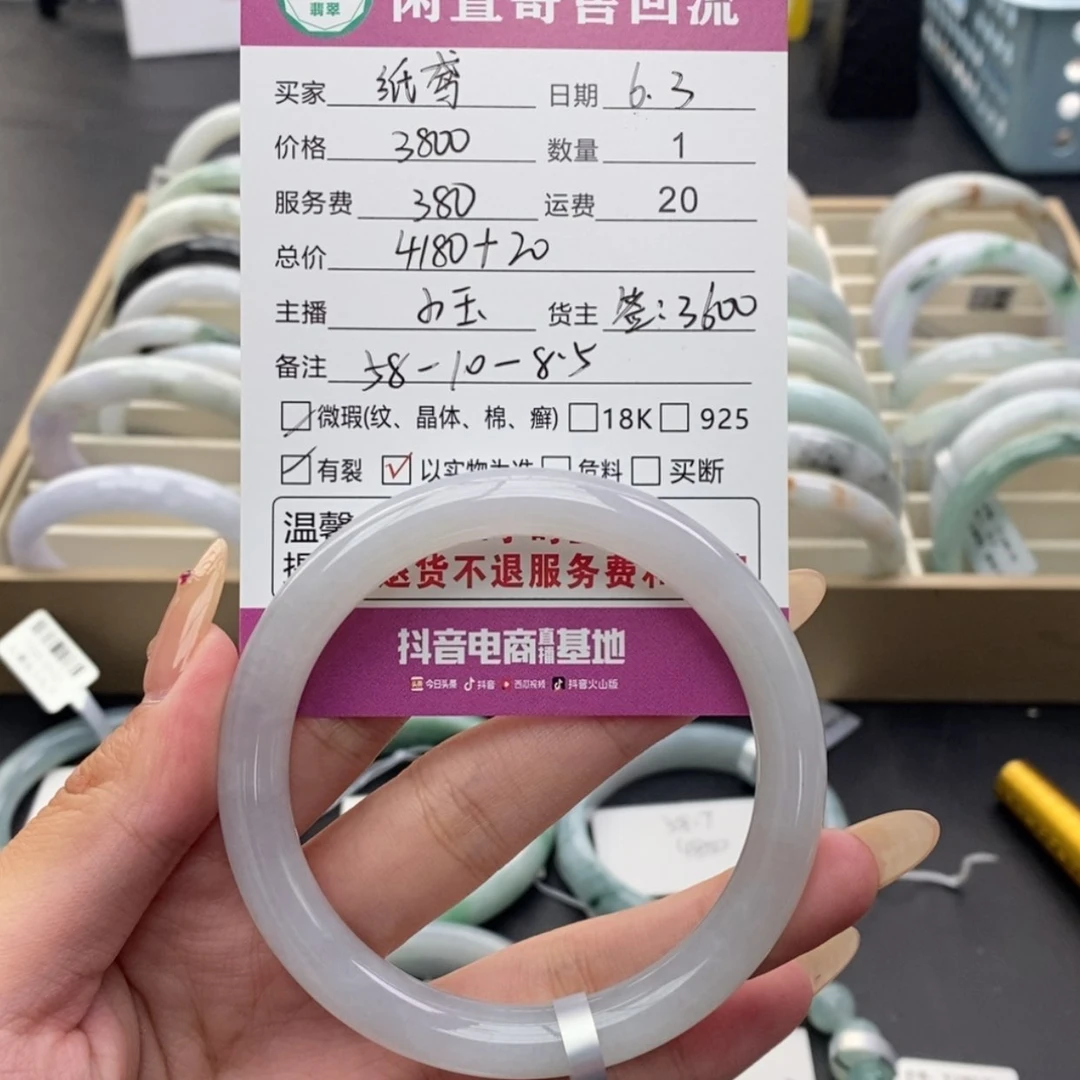 翡翠
闲置寄售回流
买家 纸鸢 日期 6.3
价格 3800 数量 1
服务费 380 运费 20
总价 4180+20
主播 小玉 货主 签:3600
备注 58-10-8.5
微瑕(纹、晶体、棉、癣) 18K 925
有裂 以实物为准 危料 买断
温馨
退货不退服务费和
抖音电商直播基地
今日头条 抖音 西瓜视频 抖音火山版